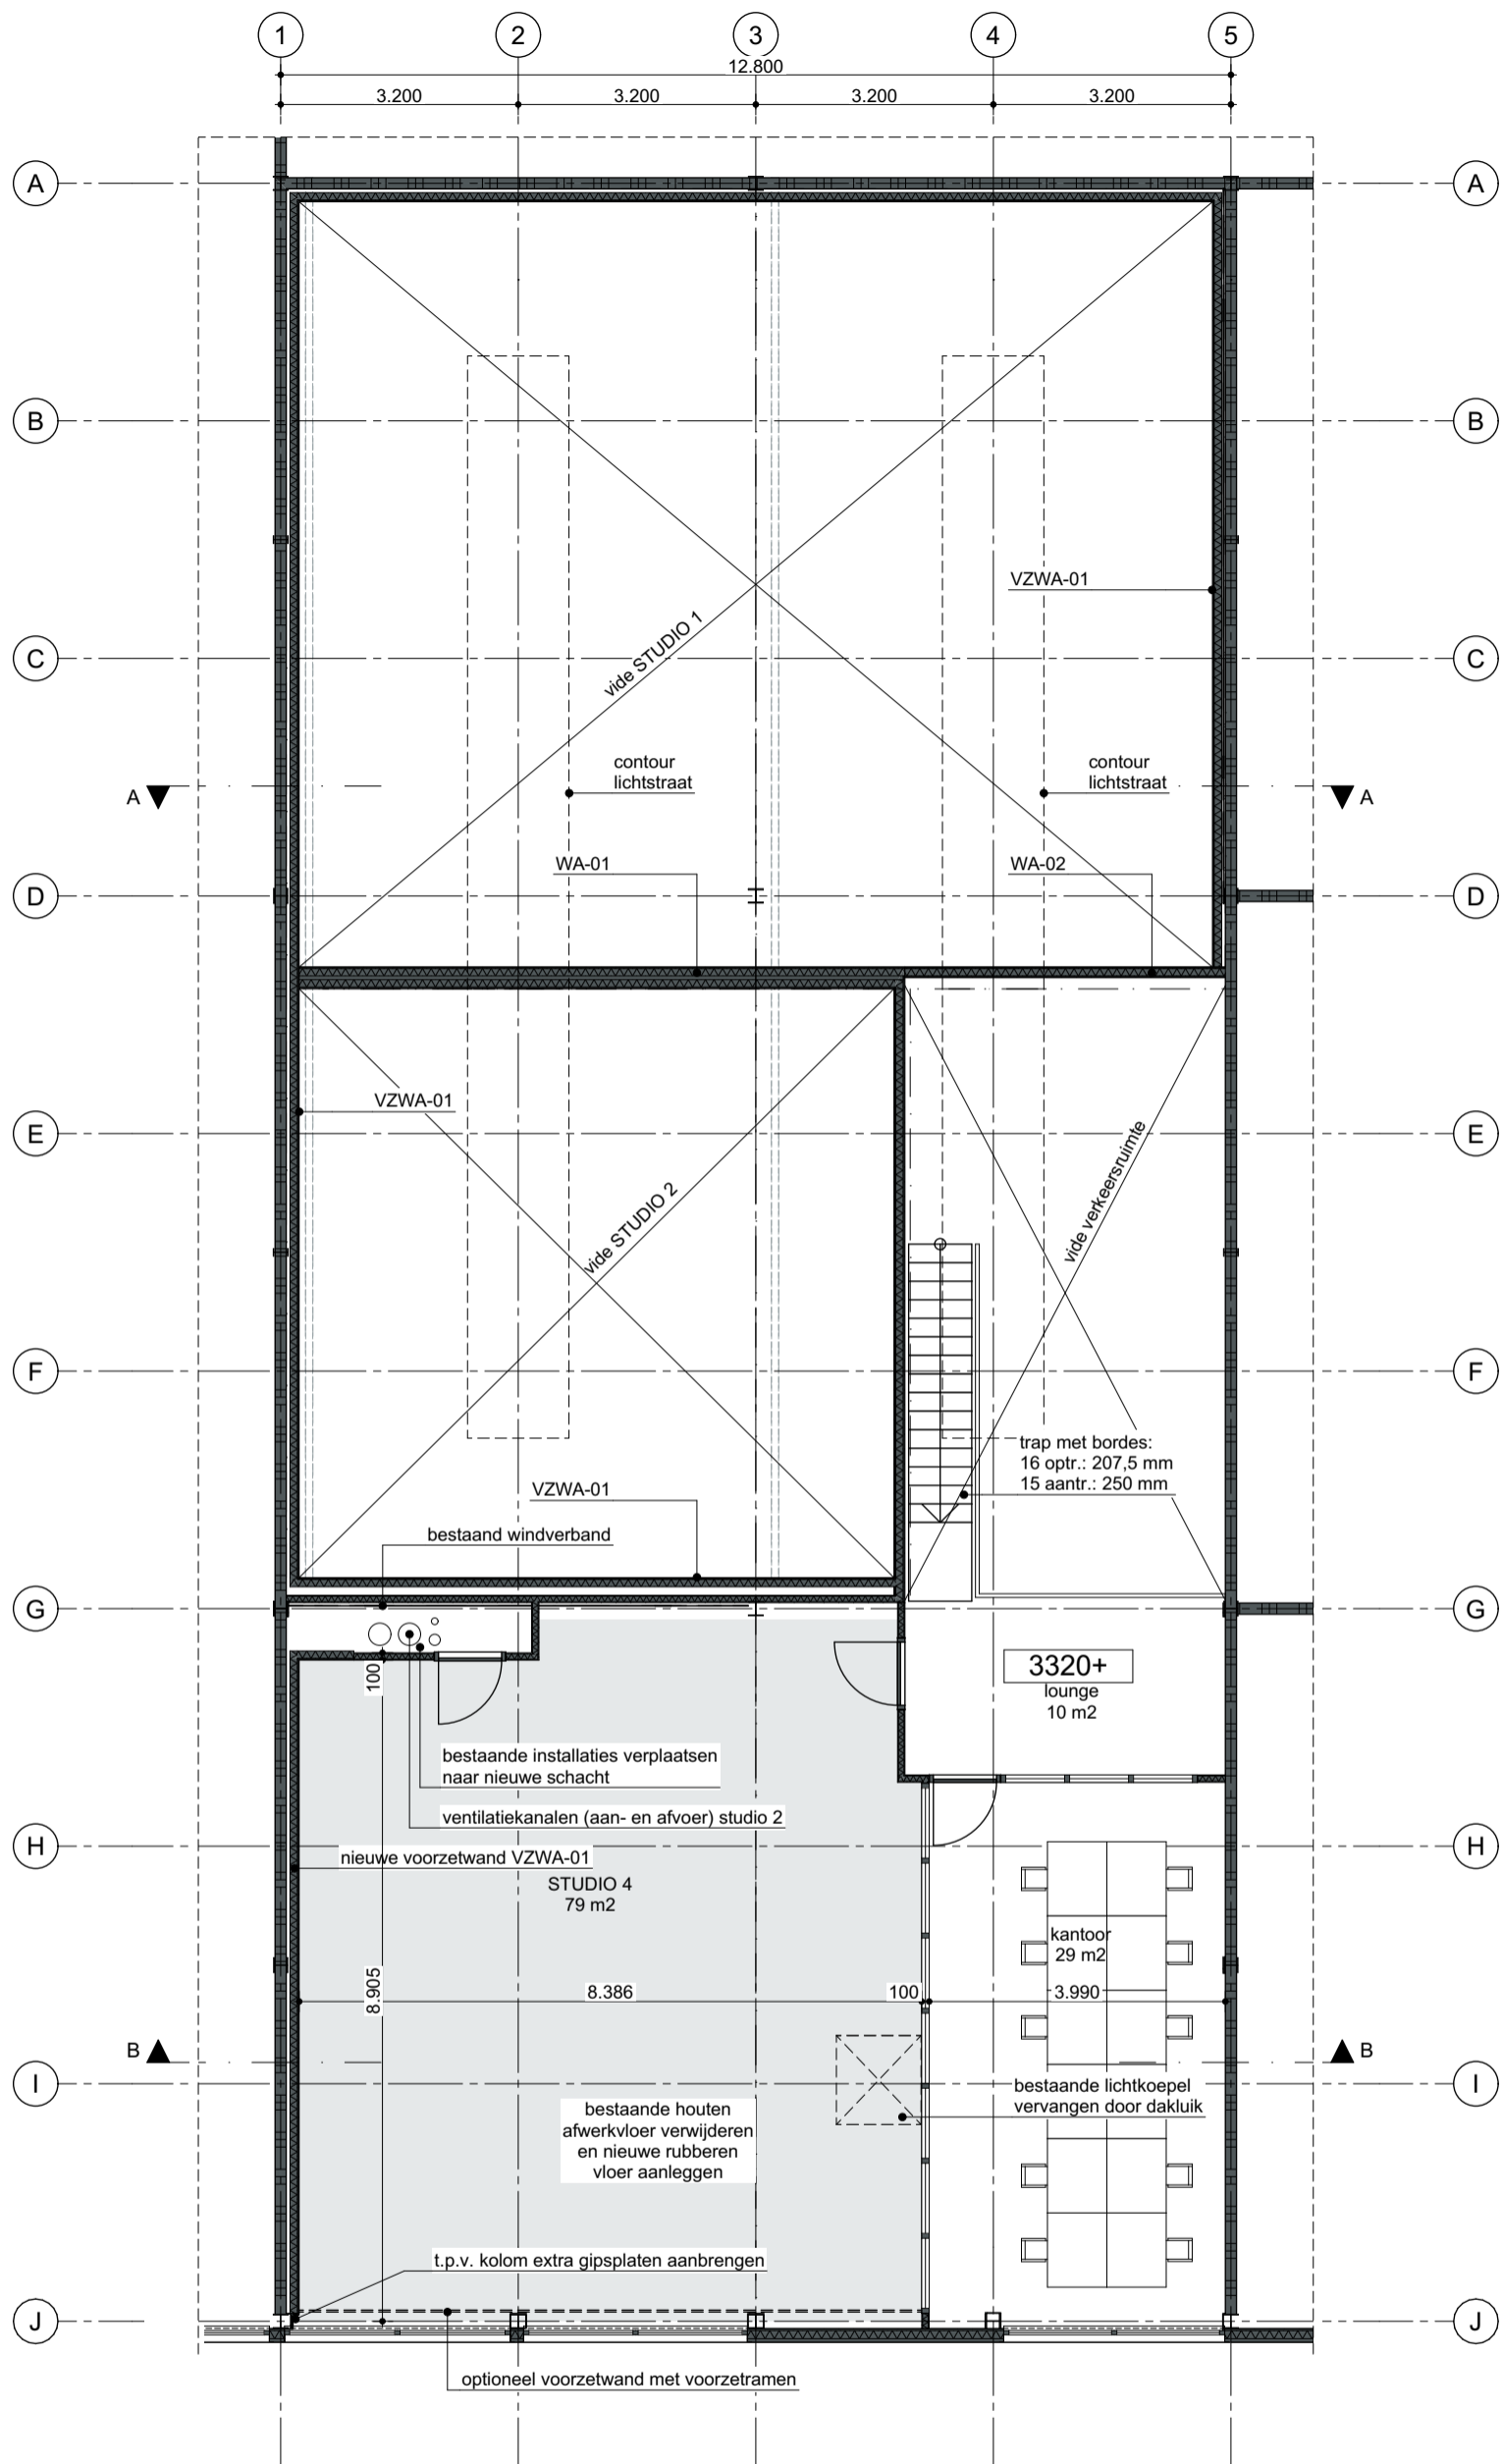 1 2 3 4 5
12.800
3.200 3.200 3.200 3.200
A A
B B
VZWA-01
vide STUDIO 1
C C
contour
lichtstraat
contour
lichtstraat
A A
WA-01 WA-02
D D
VZWA-01
E E
vide verkeersruimte
vide STUDIO 2
F F
trap met bordes:
16 optr.: 207,5 mm
15 aantr.: 250 mm
VZWA-01
bestaand windverband
G G
100
3320+
lounge
10 m2
bestaande installaties verplaatsen
naar nieuwe schacht
ventilatiekanalen (aan- en afvoer) studio 2
H H
nieuwe voorzetwand VZWA-01
STUDIO 4
79 m2
kantoor
29 m2
8.905
8.386 100 3.990
B B
I I
bestaande lichtkoepel
vervangen door dakluik
bestaande houten
afwerkvloer verwijderen
en nieuwe rubberen
vloer aanleggen
t.p.v. kolom extra gipsplaten aanbrengen
J J
optioneel voorzetwand met voorzetramen